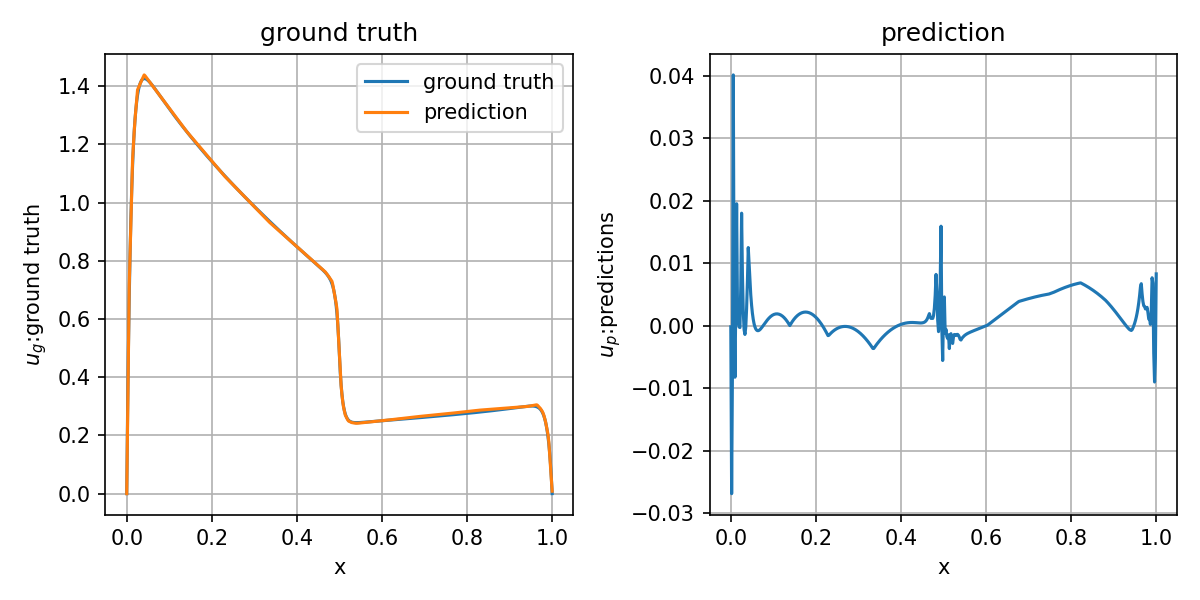 ground truth
ground truth
prediction
1.4
1.2
1.0
0.8
0.6
0.4
0.2
0.0
u_g:ground truth
0.0 0.2 0.4 0.6 0.8 1.0
x
prediction
0.04
0.03
0.02
0.01
0.00
−0.01
−0.02
−0.03
u_p:predictions
0.0 0.2 0.4 0.6 0.8 1.0
x